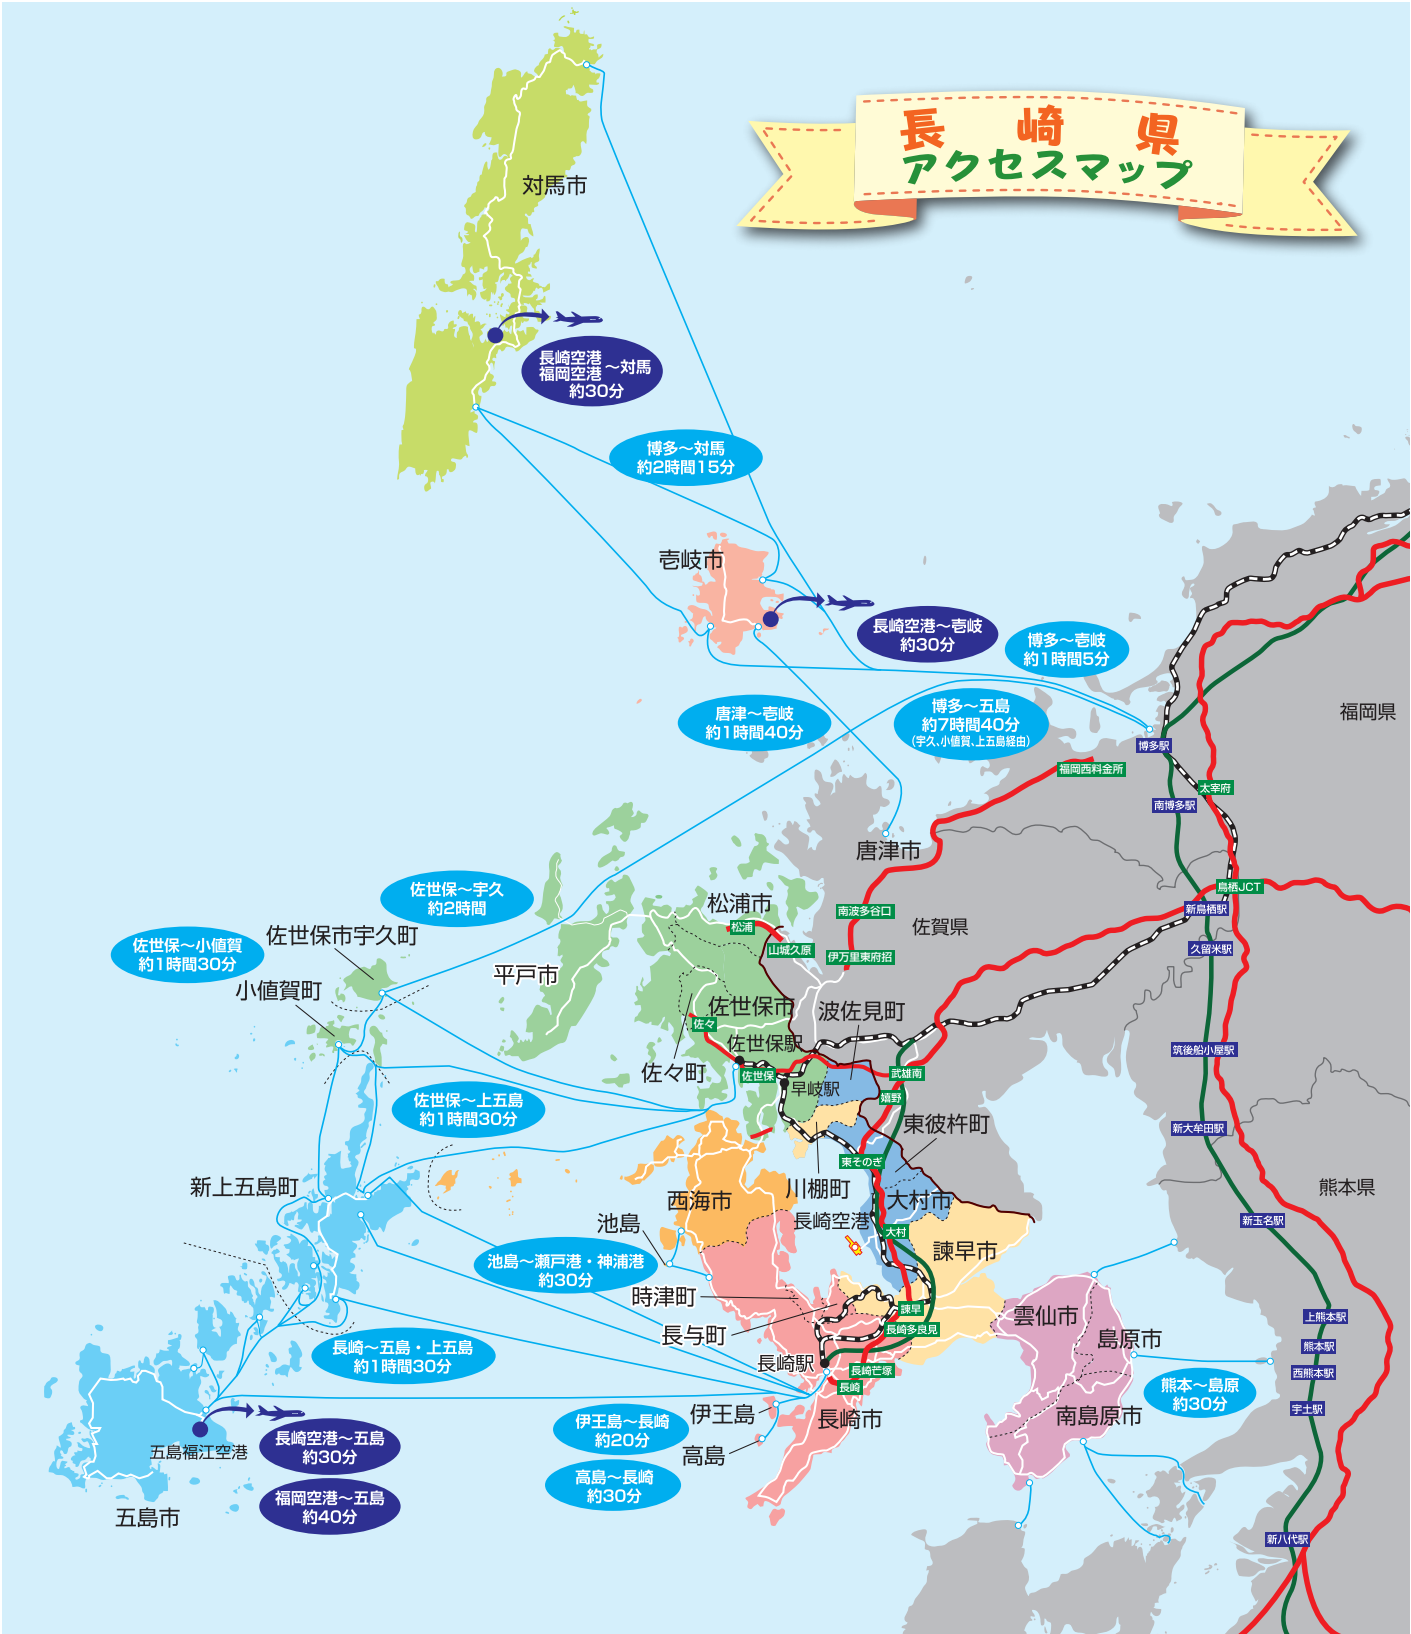 長崎県
アクセスマップ
対馬市
長崎空港
福岡空港
～対馬
約30分
博多～対馬
約2時間15分
壱岐市
長崎空港～壱岐
約30分
博多～壱岐
約1時間5分
唐津～壱岐
約1時間40分
博多～五島
約7時間40分
(宇久、小値賀、上五島経由)
福岡県
博多駅
福岡西料金所
太宰府
南博多駅
唐津市
鳥栖JCT
新鳥栖駅
佐世保～宇久
約2時間
松浦市
松浦
南波多谷口
佐賀県
佐世保市宇久町
佐世保～小値賀
約1時間30分
山城久原
伊万里東府招
久留米駅
平戸市
小値賀町
佐世保市
波佐見町
佐々
佐世保駅
筑後船小屋駅
佐々町
佐世保
武雄南
早岐駅
嬉野
佐世保～上五島
約1時間30分
東彼杵町
新大牟田駅
東そのぎ
新上五島町
川棚町
西海市
大村市
熊本県
池島
長崎空港
新玉名駅
大村
諫早市
池島～瀬戸港・神浦港
約30分
時津町
諫早
雲仙市
上熊本駅
長与町
長崎多良見
島原市
熊本駅
長崎～五島・上五島
約1時間30分
長崎駅
長崎芒塚
西熊本駅
長崎
熊本～島原
約30分
宇土駅
伊王島
長崎市
南島原市
伊王島～長崎
約20分
高島
五島福江空港
長崎空港～五島
約30分
高島～長崎
約30分
福岡空港～五島
約40分
五島市
新八代駅